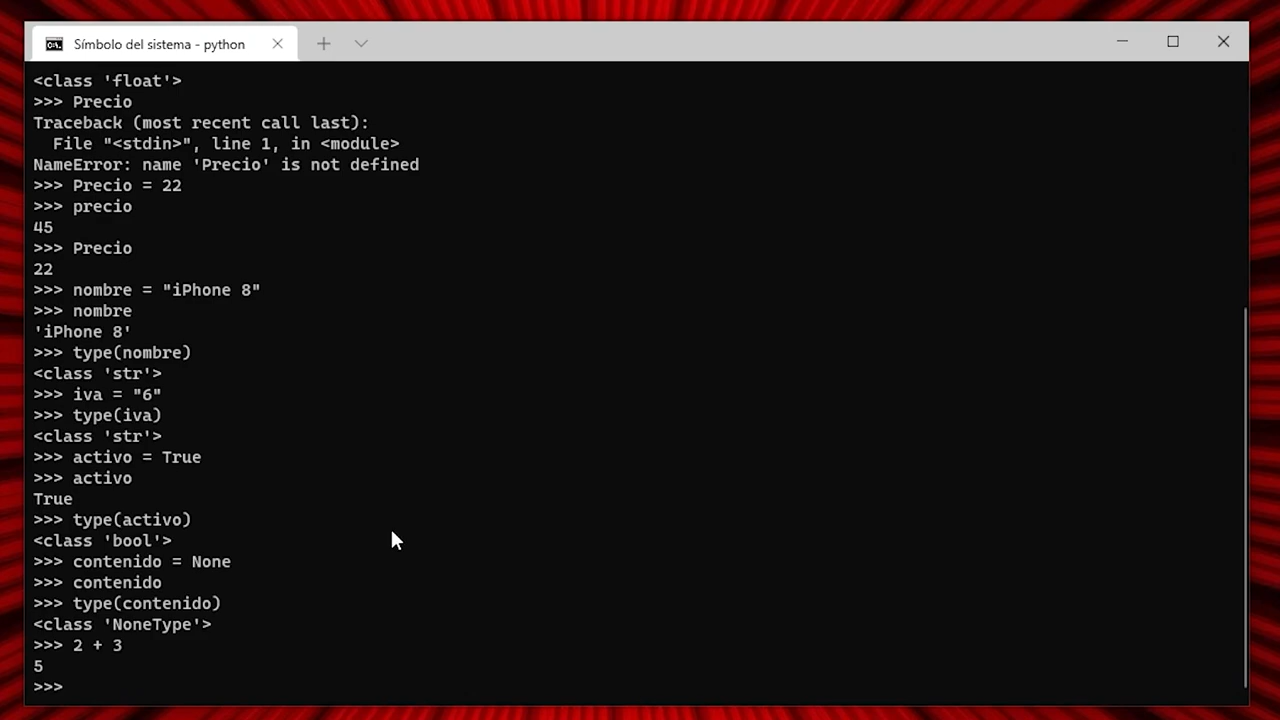 Símbolo del sistema - python
<class 'float'>
>>> Precio
Traceback (most recent call last):
  File "<stdin>", line 1, in <module>
NameError: name 'Precio' is not defined
>>> Precio = 22
>>> precio
45
>>> Precio
22
>>> nombre = "iPhone 8"
>>> nombre
'iPhone 8'
>>> type(nombre)
<class 'str'>
>>> iva = "6"
>>> type(iva)
<class 'str'>
>>> activo = True
>>> activo
True
>>> type(activo)
<class 'bool'>
>>> contenido = None
>>> contenido
>>> type(contenido)
<class 'NoneType'>
>>> 2 + 3
5
>>>